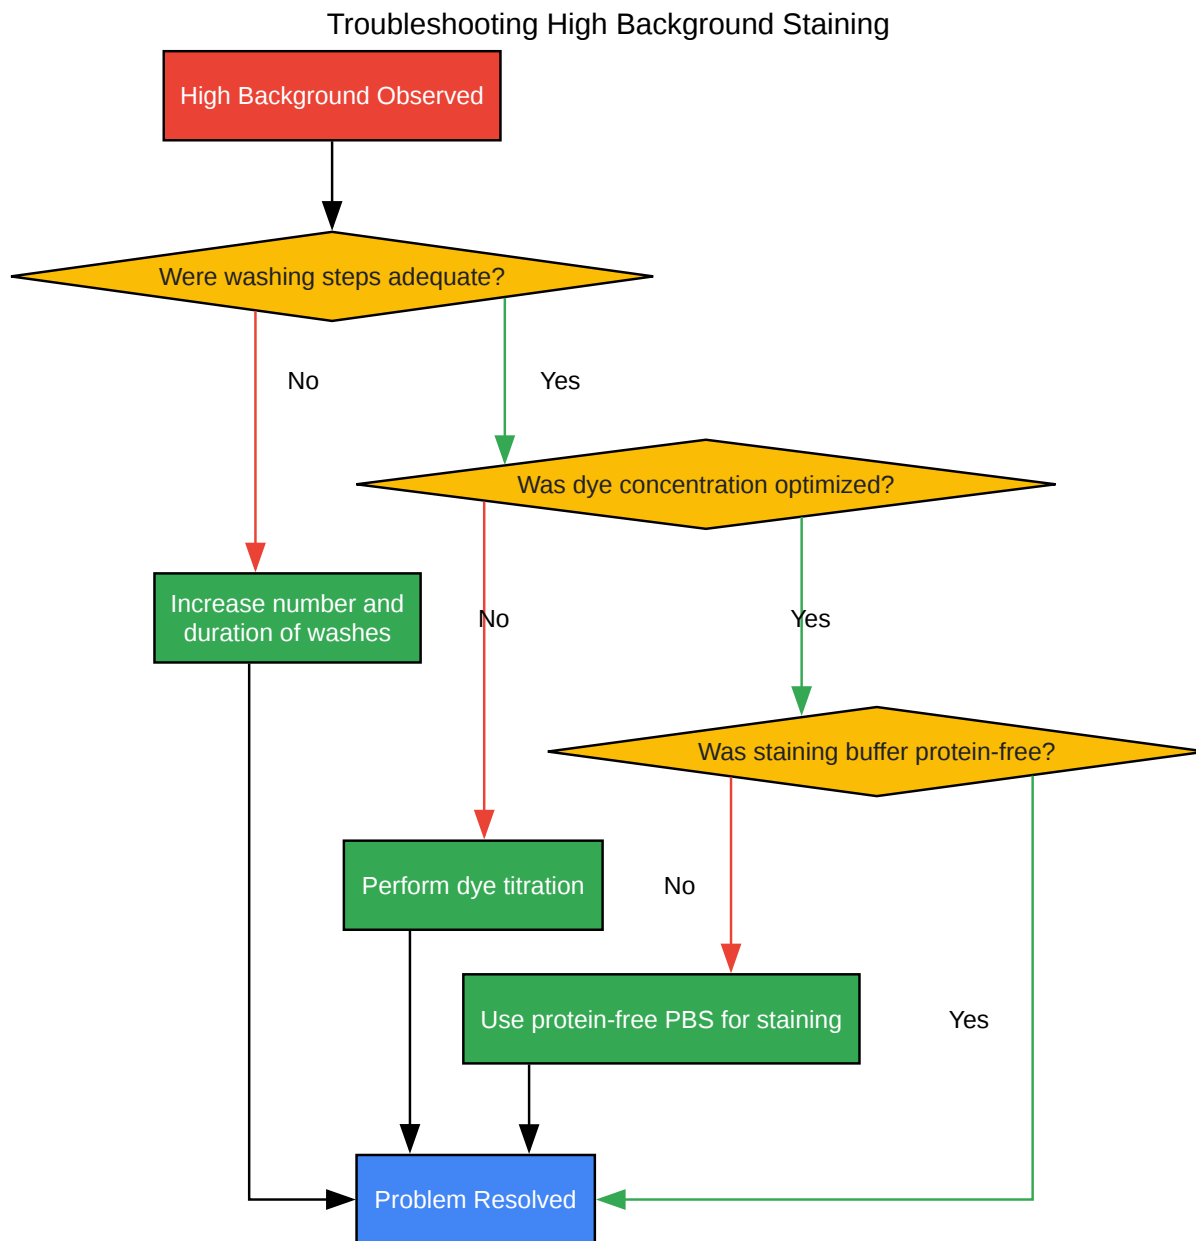 Troubleshooting High Background Staining
High Background Observed
Were washing steps adequate?
No
Yes
Was dye concentration optimized?
Increase number and
duration of washes
No
Yes
Was staining buffer protein-free?
Perform dye titration
No
Use protein-free PBS for staining
Yes
Problem Resolved